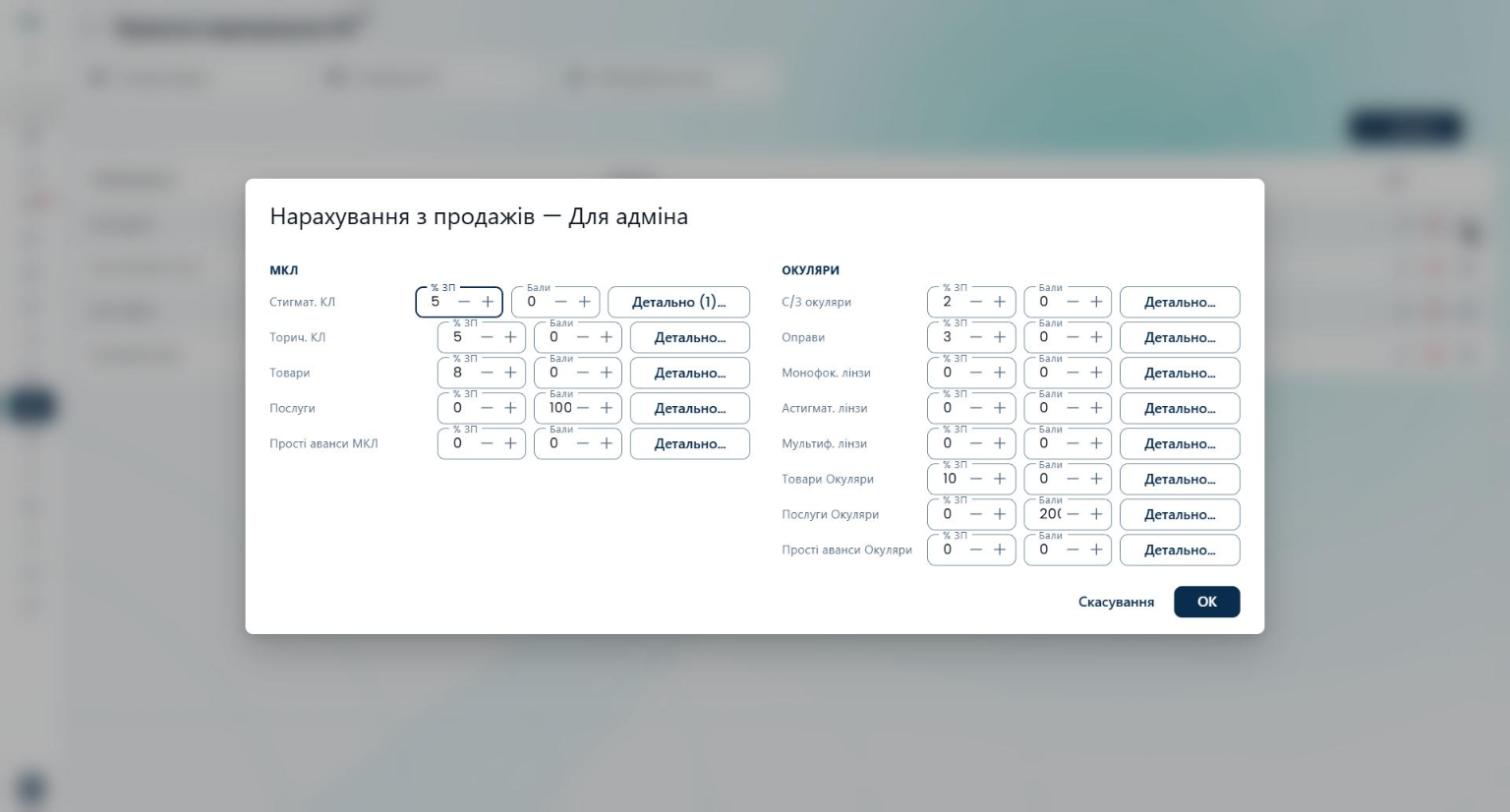 Нарахування з продажів — Для адміна
МКЛ
Стигмат. КЛ % ЗП 5 − + Бали 0 − + Детально (1)...
Торич. КЛ % ЗП 5 − + Бали 0 − + Детально...
Товари % ЗП 8 − + Бали 0 − + Детально...
Послуги % ЗП 0 − + Бали 100 − + Детально...
Прості аванси МКЛ % ЗП 0 − + Бали 0 − + Детально...
ОКУЛЯРИ
С/З окуляри % ЗП 2 − + Бали 0 − + Детально...
Оправи % ЗП 3 − + Бали 0 − + Детально...
Монофок. лінзи % ЗП 0 − + Бали 0 − + Детально...
Астигмат. лінзи % ЗП 0 − + Бали 0 − + Детально...
Мультиф. лінзи % ЗП 0 − + Бали 0 − + Детально...
Товари Окуляри % ЗП 10 − + Бали 0 − + Детально...
Послуги Окуляри % ЗП 0 − + Бали 200 − + Детально...
Прості аванси Окуляри % ЗП 0 − + Бали 0 − + Детально...
Скасування ОК